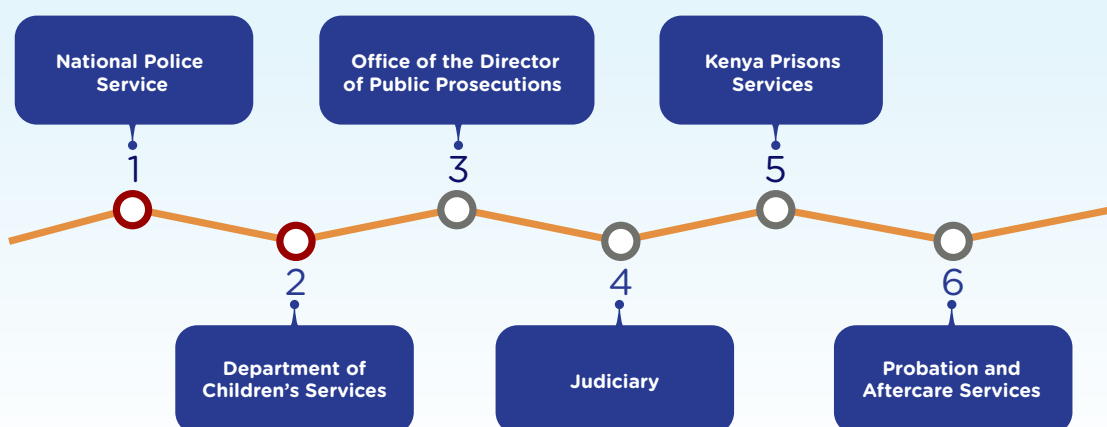 National Police
Service
1
Department of
Children's Services
2
Office of the Director
of Public Prosecutions
3
Judiciary
4
Kenya Prisons
Services
5
Probation and
Aftercare Services
6